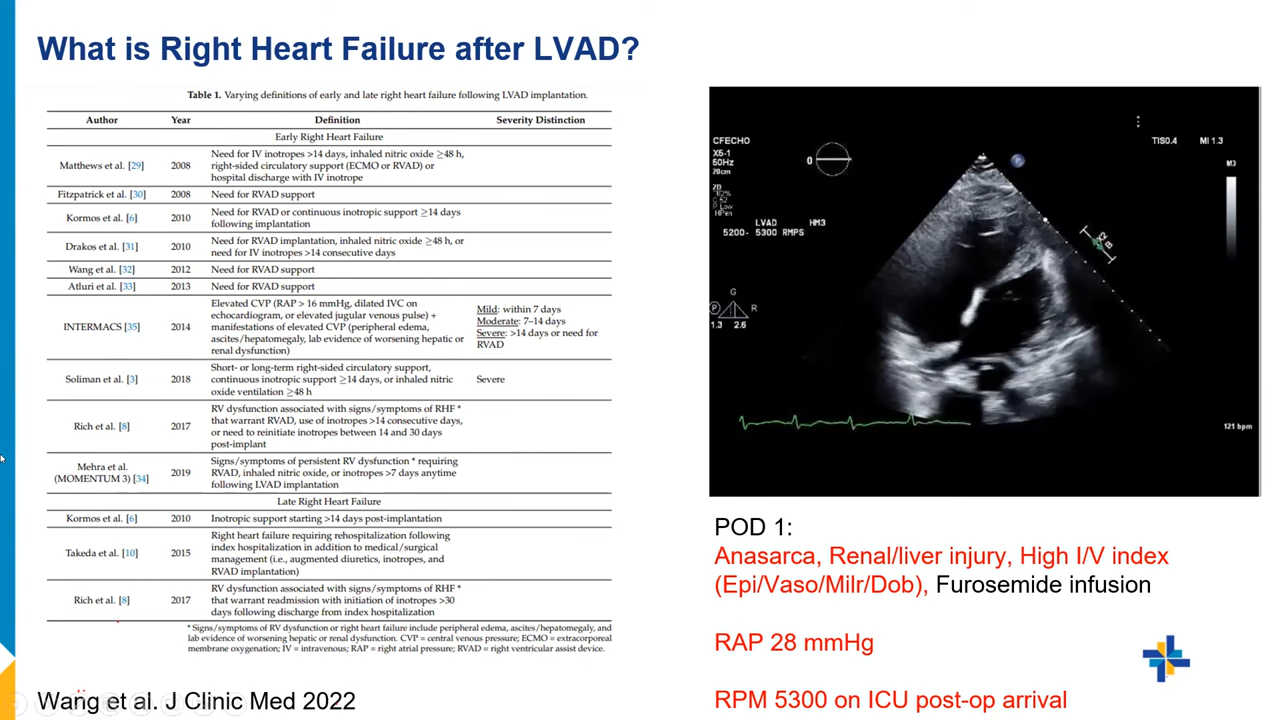 What is Right Heart Failure after LVAD?
Table 1. Varying definitions of early and late right heart failure following LVAD implantation.
Author Year Definition Severity Distinction
Early Right Heart Failure
Matthews et al. [29] 2008 Need for IV inotropes >14 days, inhaled nitric oxide ≥48 h,
right-sided circulatory support (ECMO or RVAD) or
hospital discharge with IV inotrope
Fitzpatrick et al. [30] 2008 Need for RVAD support
Kormos et al. [6] 2010 Need for RVAD or continuous inotropic support ≥14 days
following implantation
Drakos et al. [31] 2010 Need for RVAD implantation, inhaled nitric oxide ≥48 h, or
need for IV inotropes >14 consecutive days
Wang et al. [32] 2012 Need for RVAD support
Atluri et al. [33] 2013 Need for RVAD support
INTERMACS [35] 2014 Elevated CVP (RAP > 16 mmHg, dilated IVC on
echocardiogram, or elevated jugular venous pulse) +
manifestations of elevated CVP (peripheral edema,
ascites/hepatomegaly, lab evidence of worsening hepatic or
renal dysfunction)
Mild: within 7 days
Moderate: 7–14 days
Severe: >14 days or need for
RVAD
Soliman et al. [3] 2018 Short- or long-term right-sided circulatory support,
continuous inotropic support ≥14 days, or inhaled nitric
oxide ventilation ≥48 h
Severe
Rich et al. [8] 2017 RV dysfunction associated with signs/symptoms of RHF *
that warrant RVAD, use of inotropes >14 consecutive days,
or need to reinitiate inotropes between 14 and 30 days
post-implant
Mehra et al.
(MOMENTUM 3) [34] 2019 Signs/symptoms of persistent RV dysfunction * requiring
RVAD, inhaled nitric oxide, or inotropes >7 days anytime
following LVAD implantation
Late Right Heart Failure
Kormos et al. [6] 2010 Inotropic support starting >14 days post-implantation
Takeda et al. [10] 2015 Right heart failure requiring rehospitalization following
index hospitalization in addition to medical/surgical
management (i.e., augmented diuretics, inotropes, and
RVAD implantation)
Rich et al. [8] 2017 RV dysfunction associated with signs/symptoms of RHF *
that warrant readmission with initiation of inotropes >30
days following discharge from index hospitalization
* Signs/symptoms of RV dysfunction or right heart failure include peripheral edema, ascites/hepatomegaly, and
lab evidence of worsening hepatic or renal dysfunction. CVP = central venous pressure; ECMO = extracorporeal
membrane oxygenation; IV = intravenous; RAP = right atrial pressure; RVAD = right ventricular assist device.
Wang et al. J Clinic Med 2022
TIS0.4 MI 1.3
CFECHO
X5-1
50Hz
20cm
2D
Low
HPen
0
P
M3
LVAD HM3
5200- 5300 RMPS
G
P R
1.3 2.6
121 bpm
POD 1:
Anasarca, Renal/liver injury, High I/V index
(Epi/Vaso/Milr/Dob), Furosemide infusion
RAP 28 mmHg
RPM 5300 on ICU post-op arrival